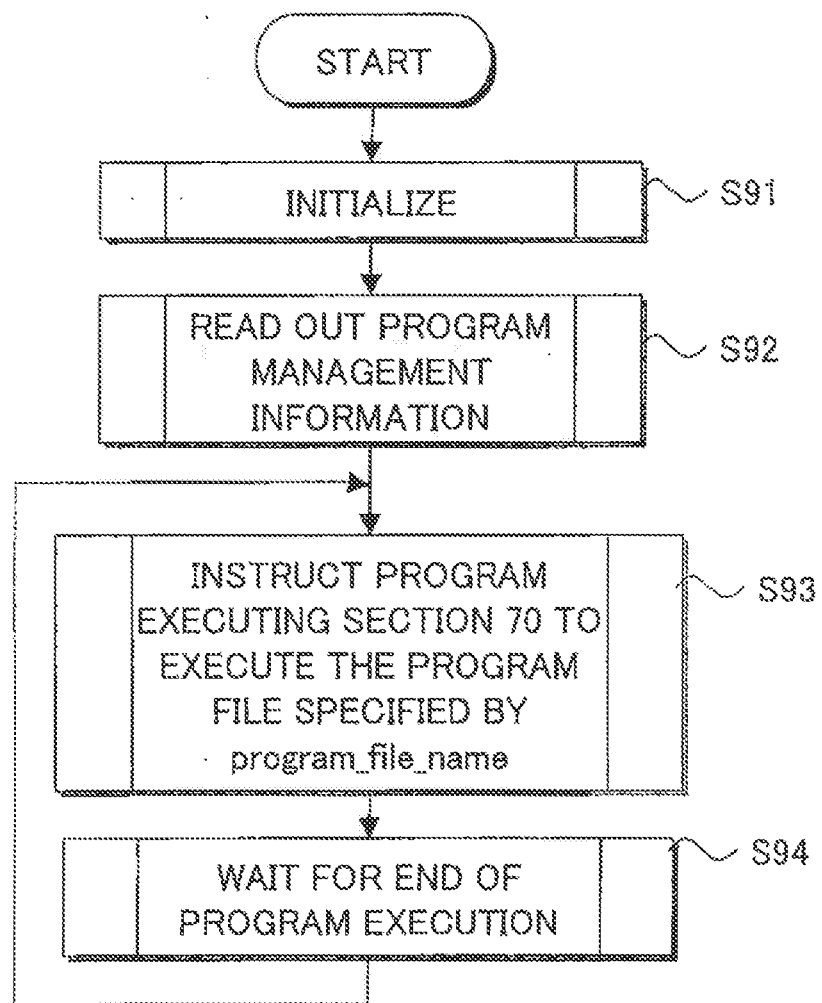 START
INITIALIZE
S91
READ OUT PROGRAM
MANAGEMENT
INFORMATION
S92
INSTRUCT PROGRAM
EXECUTING SECTION 70 TO
EXECUTE THE PROGRAM
FILE SPECIFIED BY
program_file_name
S93
WAIT FOR END OF
PROGRAM EXECUTION
S94